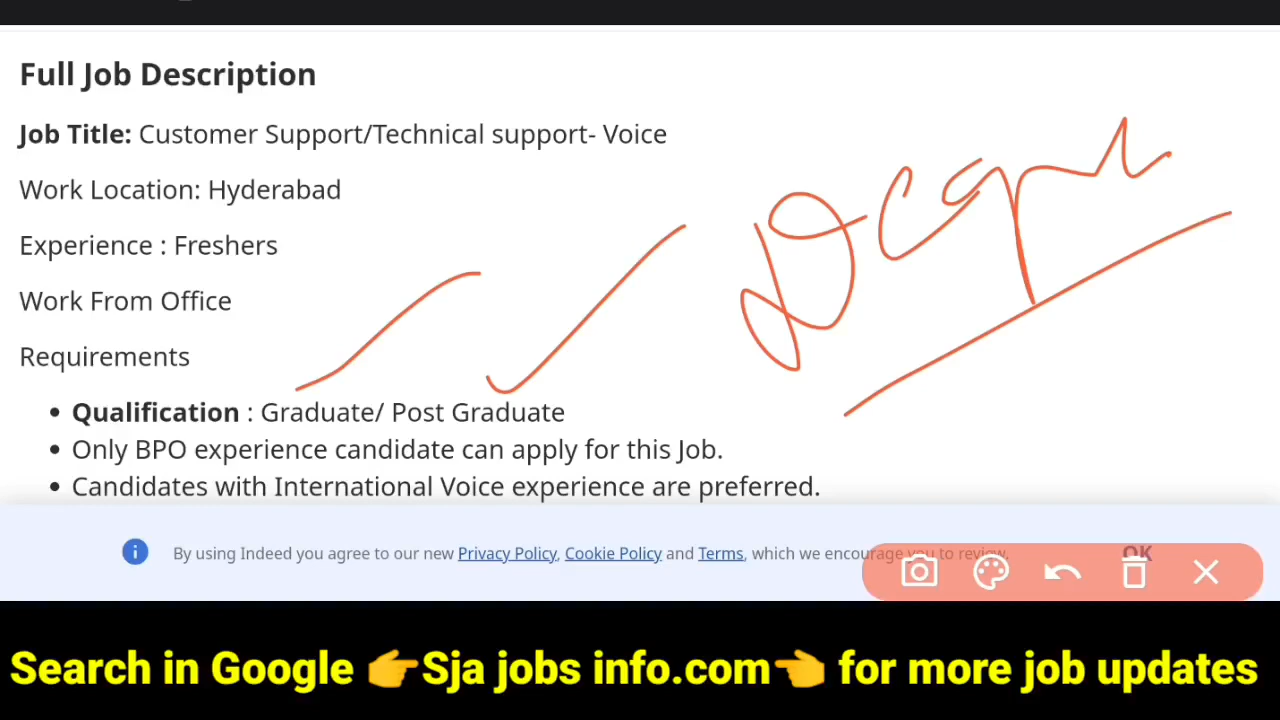 Full Job Description
Job Title: Customer Support/Technical support- Voice
Work Location: Hyderabad
Experience : Freshers
Work From Office
Requirements
• Qualification : Graduate/ Post Graduate
• Only BPO experience candidate can apply for this Job.
• Candidates with International Voice experience are preferred.
By using Indeed you agree to our new Privacy Policy, Cookie Policy and Terms, which we encourage you to review.
OK
Search in Google 👉Sja jobs info.com👈 for more job updates